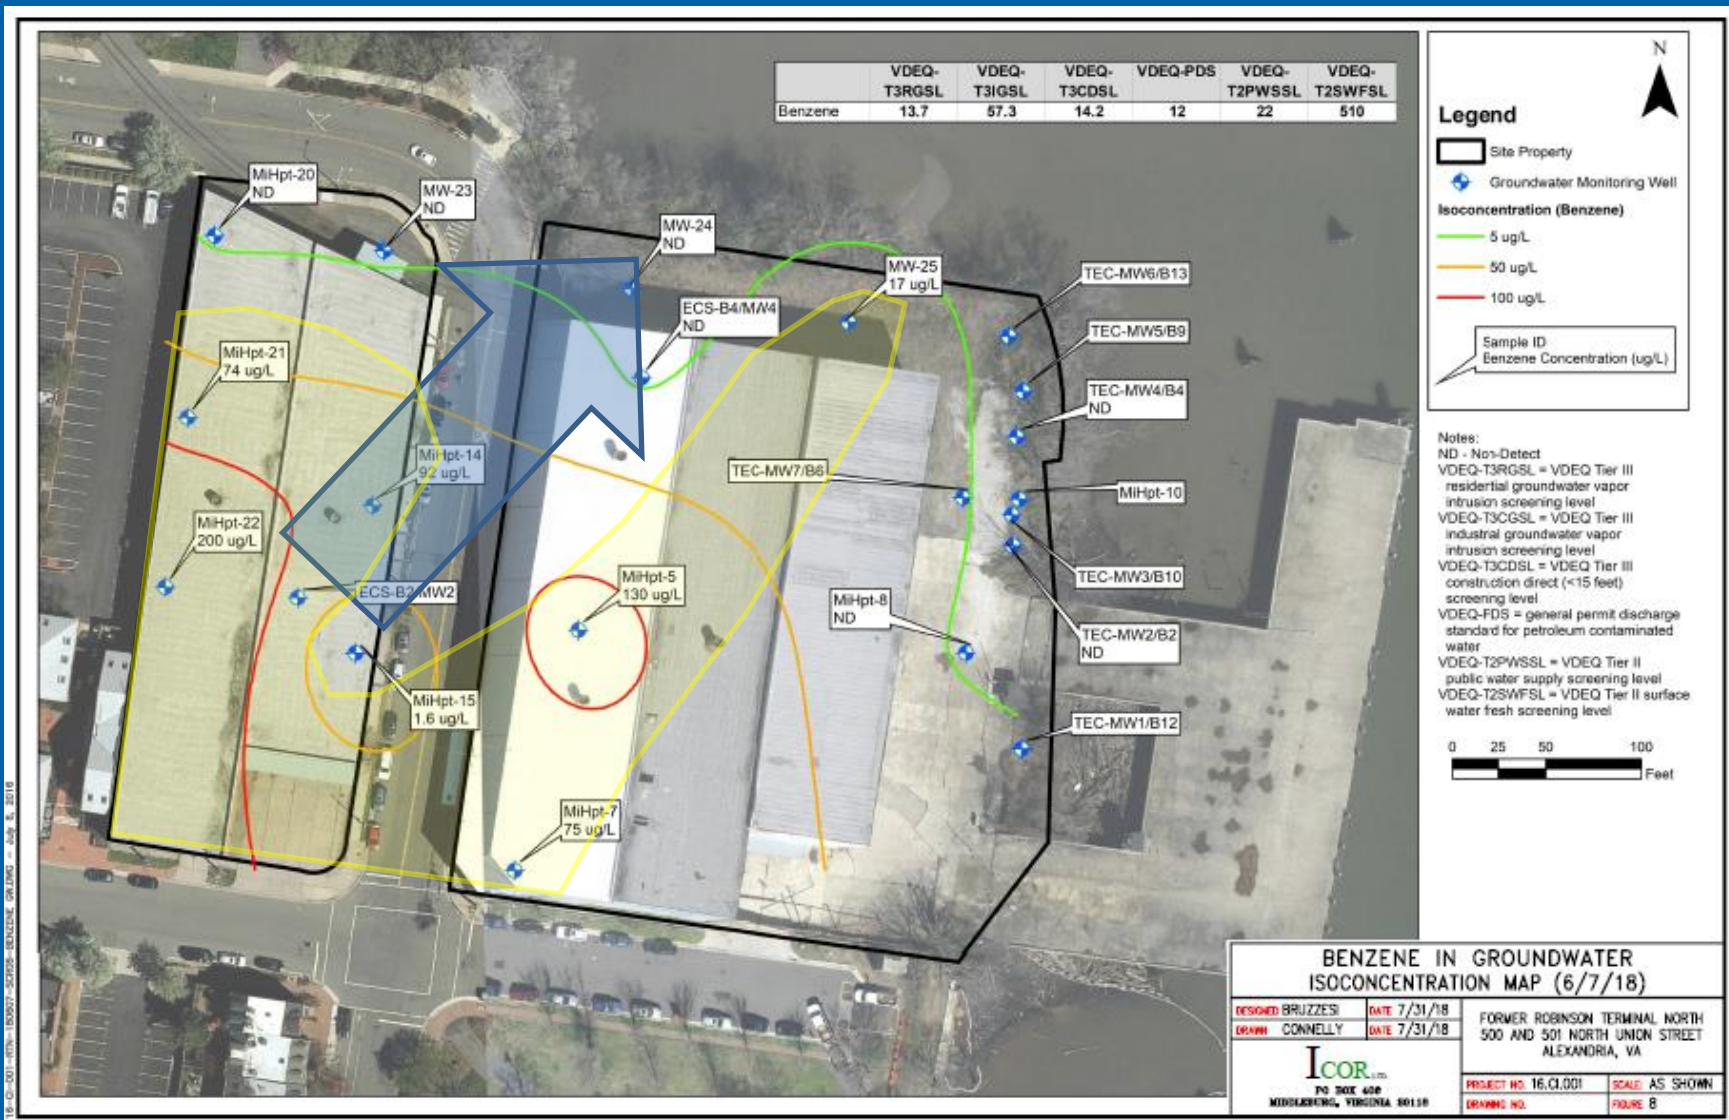 VDEQ-T3RGSL VDEQ-T3IGSL VDEQ-T3CDSL VDEQ-PDS VDEQ-T2PWSSL VDEQ-T2SWFSL
Benzene 13.7 57.3 14.2 12 22 510
MiHpt-20
ND
MW-23
ND
MW-24
ND
MW-25
17 ug/L
ECS-B4/MW4
ND
TEC-MW6/B13
TEC-MW5/B9
TEC-MW4/B4
ND
MiHpt-21
74 ug/L
MiHpt-14
92 ug/L
TEC-MW7/B6
MiHpt-10
MiHpt-22
200 ug/L
ECS-B2/MW2
MiHpt-5
130 ug/L
TEC-MW3/B10
MiHpt-8
ND
TEC-MW2/B2
ND
MiHpt-15
1.6 ug/L
TEC-MW1/B12
MiHpt-7
75 ug/L
N
Legend
Site Property
Groundwater Monitoring Well
Isoconcentration (Benzene)
5 ug/L
50 ug/L
100 ug/L
Sample ID
Benzene Concentration (ug/L)
Notes:
ND - Non-Detect
VDEQ-T3RGSL = VDEQ Tier III
residential groundwater vapor
intrusion screening level
VDEQ-T3CGSL = VDEQ Tier III
industrial groundwater vapor
intrusion screening level
VDEQ-T3CDSL = VDEQ Tier III
construction direct (<15 feet)
screening level
VDEQ-FDS = general permit discharge
standard for petroleum contaminated
water
VDEQ-T2PWSSL = VDEQ Tier II
public water supply screening level
VDEQ-T2SWFSL = VDEQ Tier II surface
water fresh screening level
0 25 50 100
Feet
BENZENE IN GROUNDWATER
ISOCONCENTRATION MAP (6/7/18)
DESIGNED BRUZZESI DATE 7/31/18
DRAWN CONNELLY DATE 7/31/18
FORMER ROBINSON TERMINAL NORTH
500 AND 501 NORTH UNION STREET
ALEXANDRIA, VA
ICOR
PO BOX 406
MIDDLEBURG, VIRGINIA 20118
PROJECT NO. 16.CI.001 SCALE: AS SHOWN
DRAWING NO. FIGURE 8